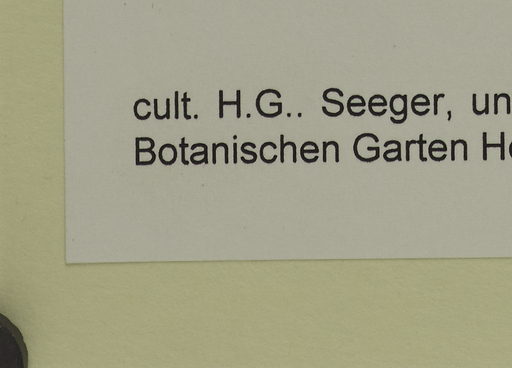 cult. H.G.. Seeger, un
Botanischen Garten H